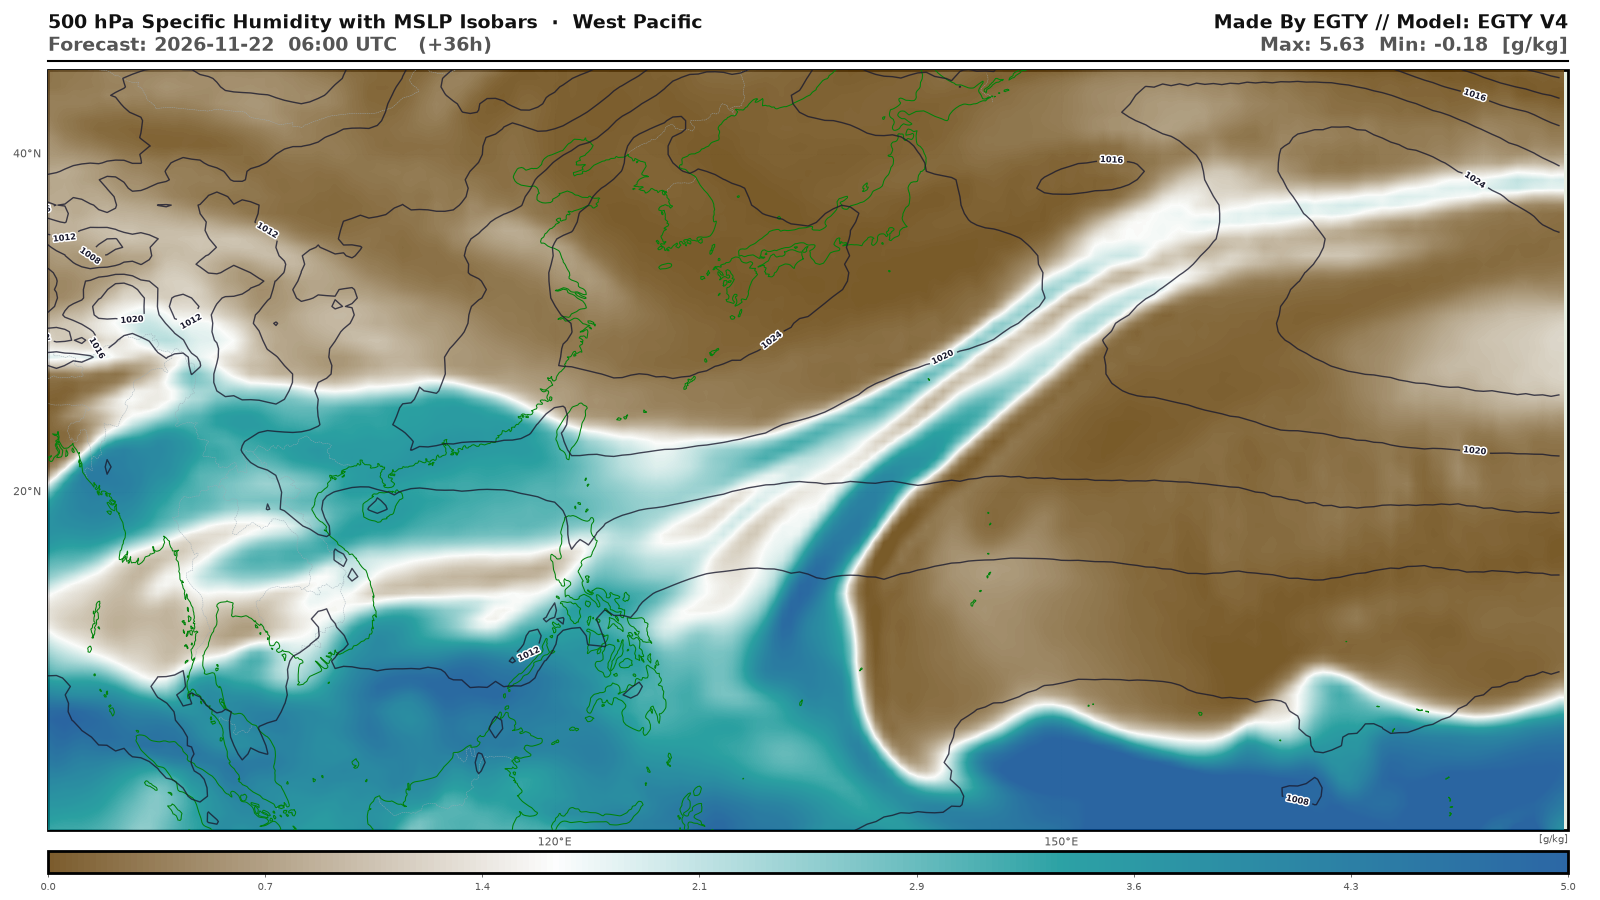 500 hPa Specific Humidity with MSLP Isobars · West Pacific
Made By EGTY // Model: EGTY V4
Forecast: 2026-11-22 06:00 UTC (+36h)
Max: 5.63 Min: -0.18 [g/kg]
1016
40°N
1016
1024
1012
1012
1008
1020
1012
1016
1024
1020
1020
20°N
1012
1008
120°E
150°E
[g/kg]
0.0
0.7
1.4
2.1
2.9
3.6
4.3
5.0